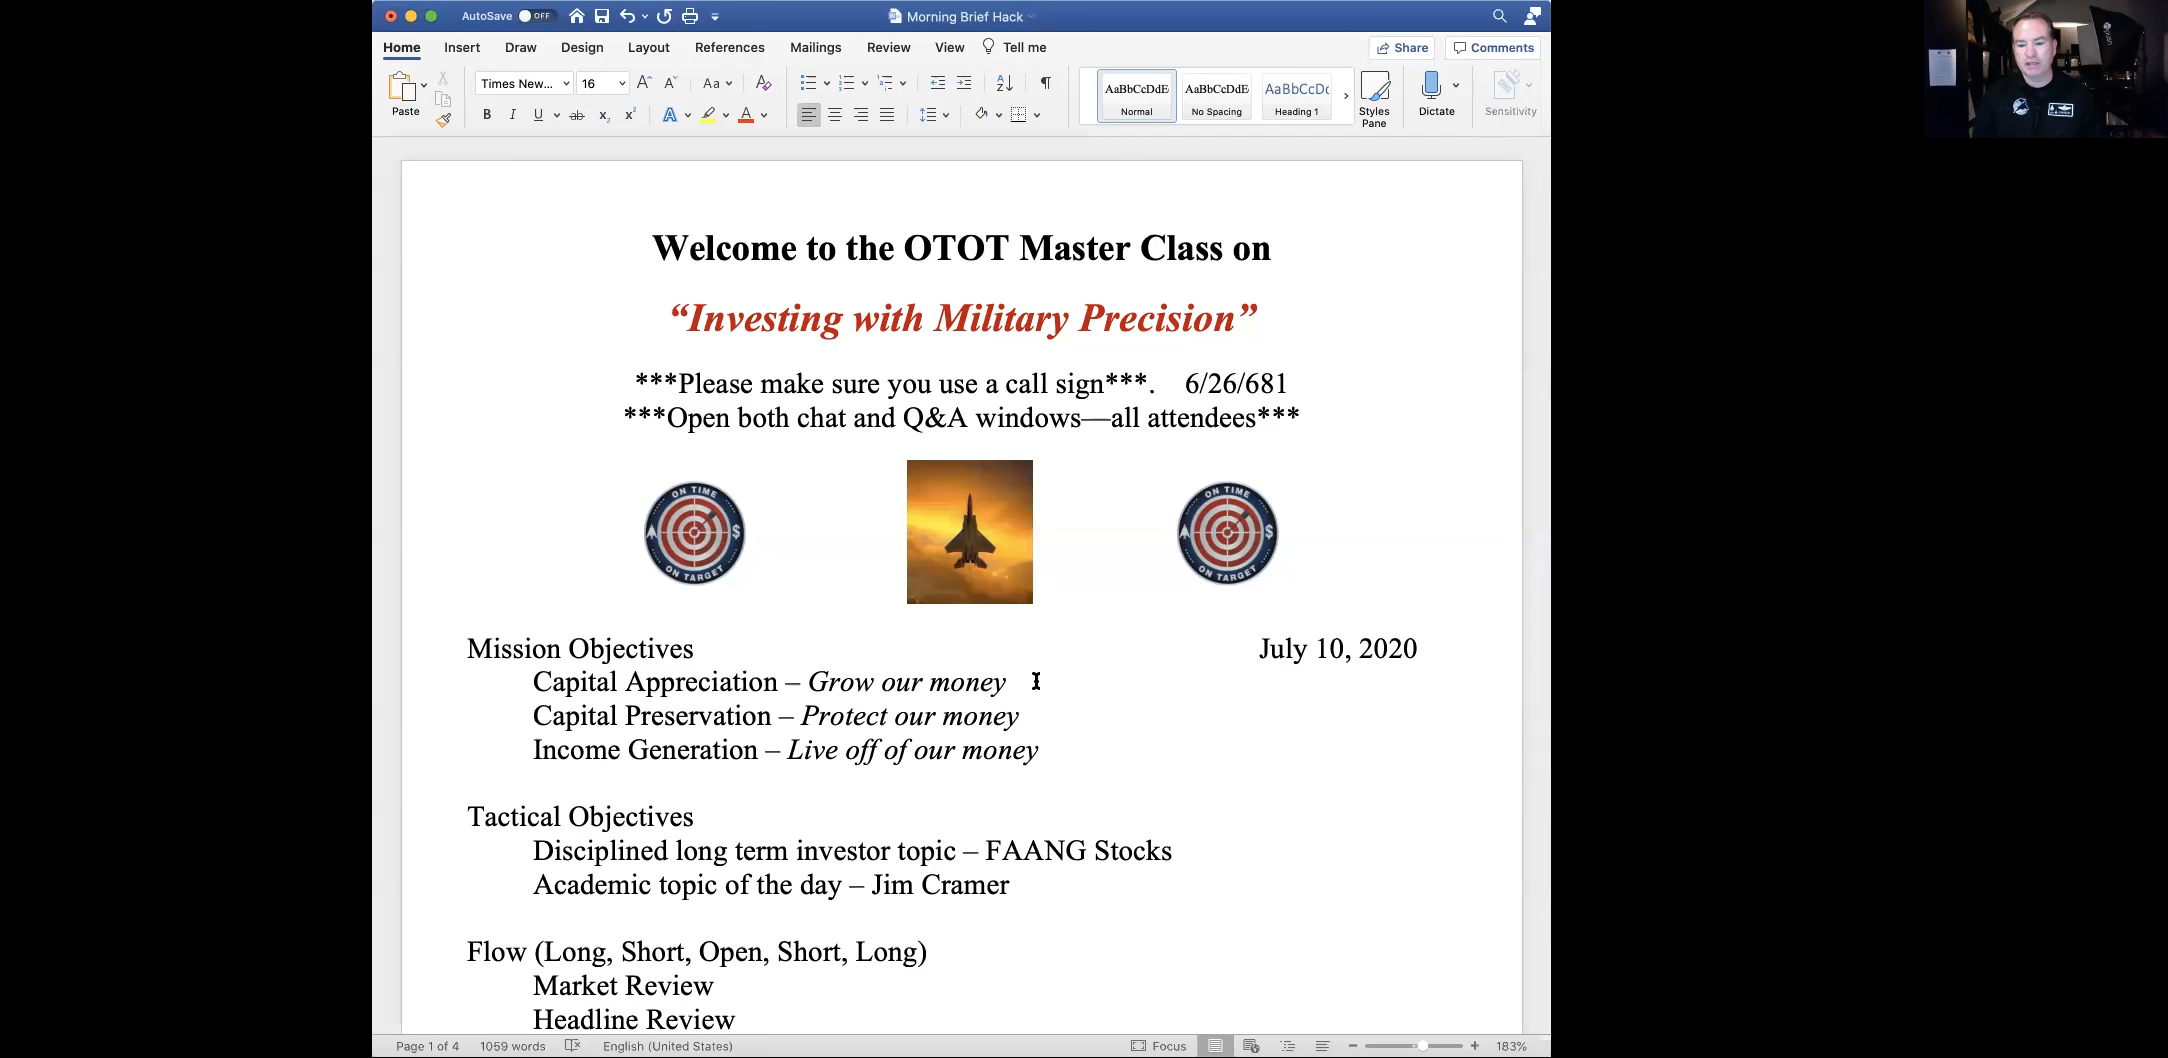 AutoSave OFF Morning Brief Hack
Home Insert Draw Design Layout References Mailings Review View Tell me Share Comments
Paste Times New... 16 Aa AaBbCcDdE Normal AaBbCcDdE No Spacing AaBbCcDc Heading 1 Styles Pane Dictate Sensitivity
Welcome to the OTOT Master Class on
“Investing with Military Precision”
***Please make sure you use a call sign***. 6/26/681
***Open both chat and Q&A windows—all attendees***
ON TIME ON TARGET $
ON TIME ON TARGET $
Mission Objectives July 10, 2020
Capital Appreciation – Grow our money
Capital Preservation – Protect our money
Income Generation – Live off of our money
Tactical Objectives
Disciplined long term investor topic – FAANG Stocks
Academic topic of the day – Jim Cramer
Flow (Long, Short, Open, Short, Long)
Market Review
Headline Review
Page 1 of 4 1059 words English (United States) Focus 183%